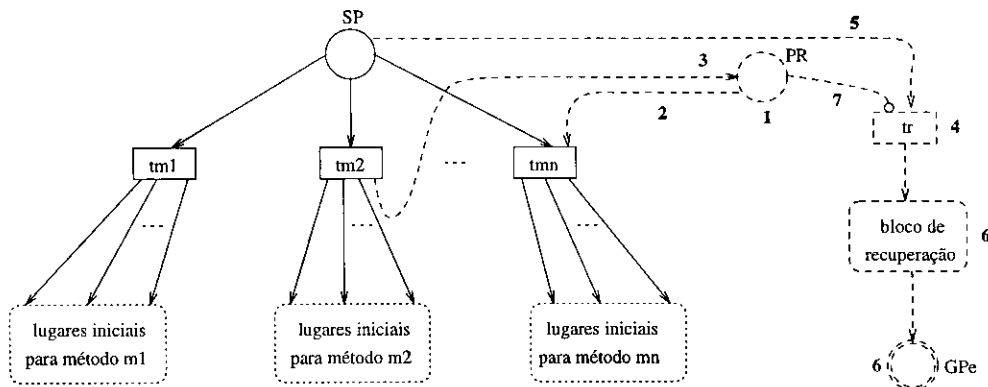 SP
5
3
PR
2
1
7
tr
4
tm1
tm2
...
tmn
...
...
...
bloco de
recuperação
6
lugares iniciais
para método m1
lugares iniciais
para método m2
lugares iniciais
para método mn
6
GPe